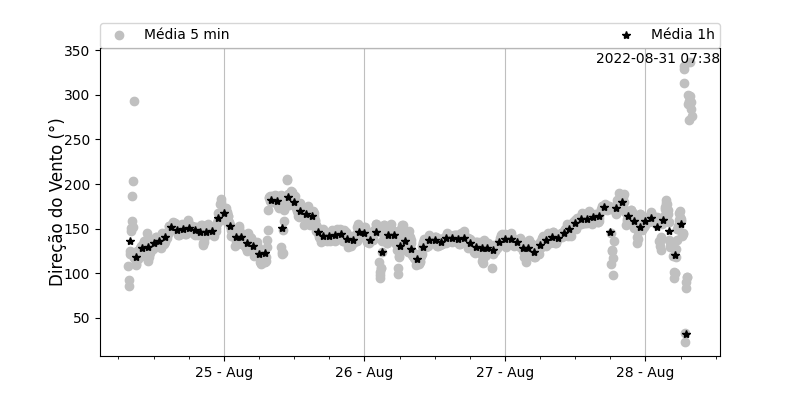 Média 5 min
Média 1h
2022-08-31 07:38
Direção do Vento (°)
350
300
250
200
150
100
50
25 - Aug
26 - Aug
27 - Aug
28 - Aug